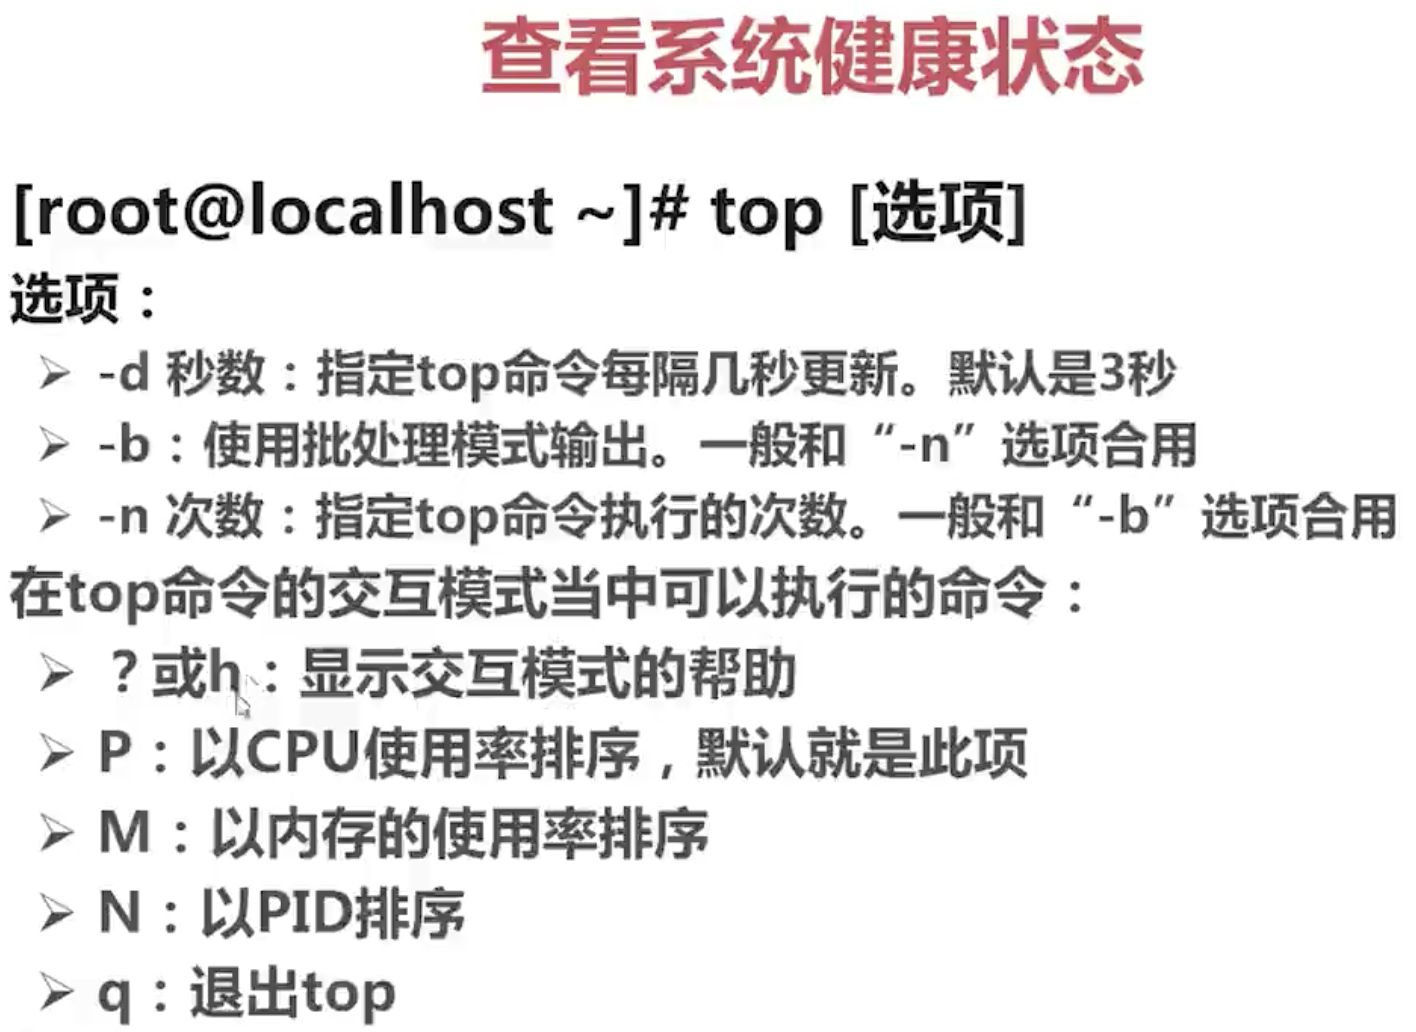 查看系统健康状态
[root@localhost ~]# top [选项]
选项：
➢ -d 秒数：指定top命令每隔几秒更新。默认是3秒
➢ -b：使用批处理模式输出。一般和“-n”选项合用
➢ -n 次数：指定top命令执行的次数。一般和“-b”选项合用
在top命令的交互模式当中可以执行的命令：
➢ ？或h：显示交互模式的帮助
➢ P：以CPU使用率排序，默认就是此项
➢ M：以内存的使用率排序
➢ N：以PID排序
➢ q：退出top